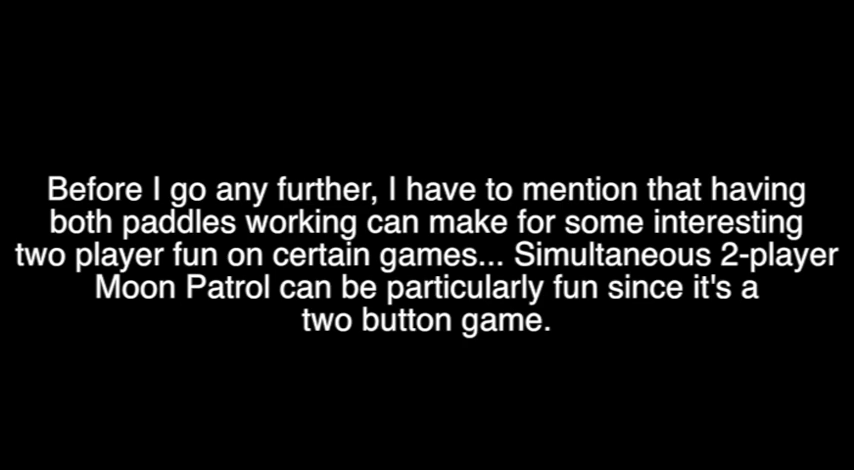 Before I go any further, I have to mention that having
both paddles working can make for some interesting
two player fun on certain games... Simultaneous 2-player
Moon Patrol can be particularly fun since it's a
two button game.